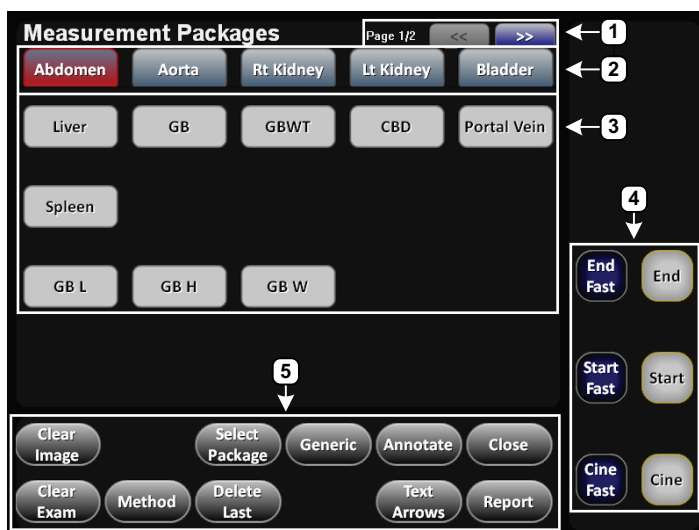 Measurement Packages Page 1/2 << >> 1
Abdomen Aorta Rt Kidney Lt Kidney Bladder 2
Liver GB GBWT CBD Portal Vein 3
Spleen
4
GB L GB H GB W
End
Fast
End
Start
Fast
Start
Cine
Fast
Cine
5
Clear
Image
Select
Package
Generic
Annotate
Close
Clear
Exam
Method
Delete
Last
Text
Arrows
Report